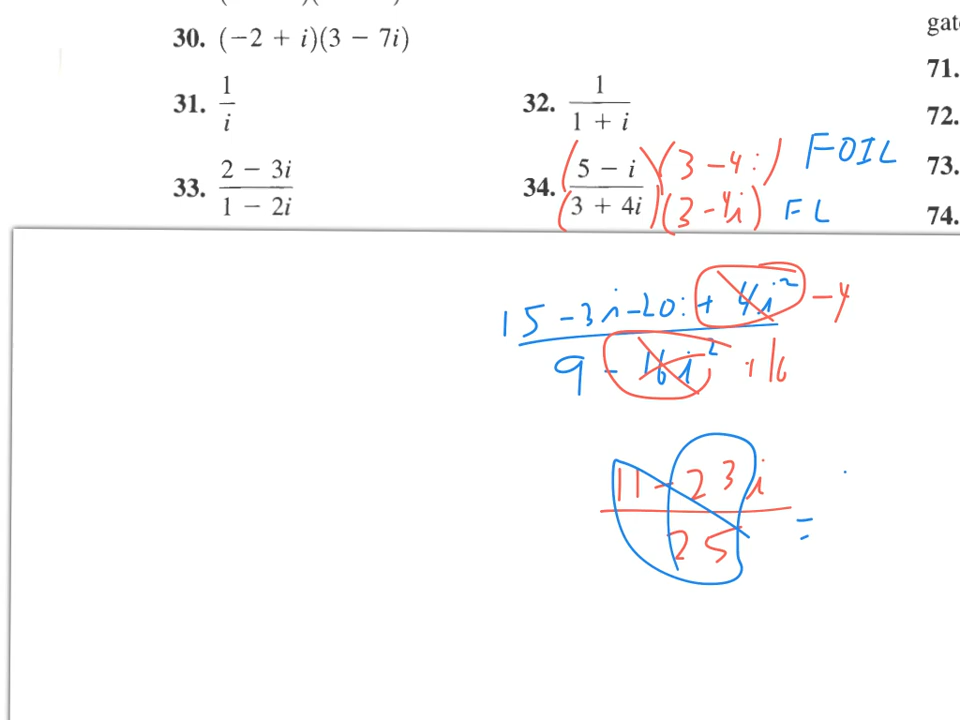 30. (−2 + i)(3 − 7i)
gat
71.
31. 1/i
32. 1/(1 + i)
72.
33. (2 − 3i)/(1 − 2i)
34. (5 − i)(3 − 4i) FOIL
(3 + 4i)(3 − 4i) FL
73.
74.
15 − 3i − 20i + 4i² − 4
9 − 16i² + 16
11 − 23i
25
=